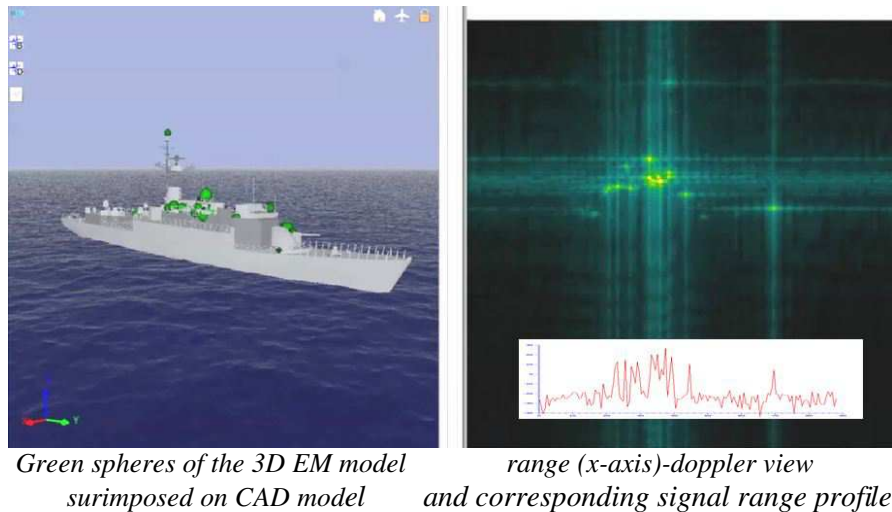 Green spheres of the 3D EM model
surimposed on CAD model
range (x-axis)-doppler view
and corresponding signal range profile